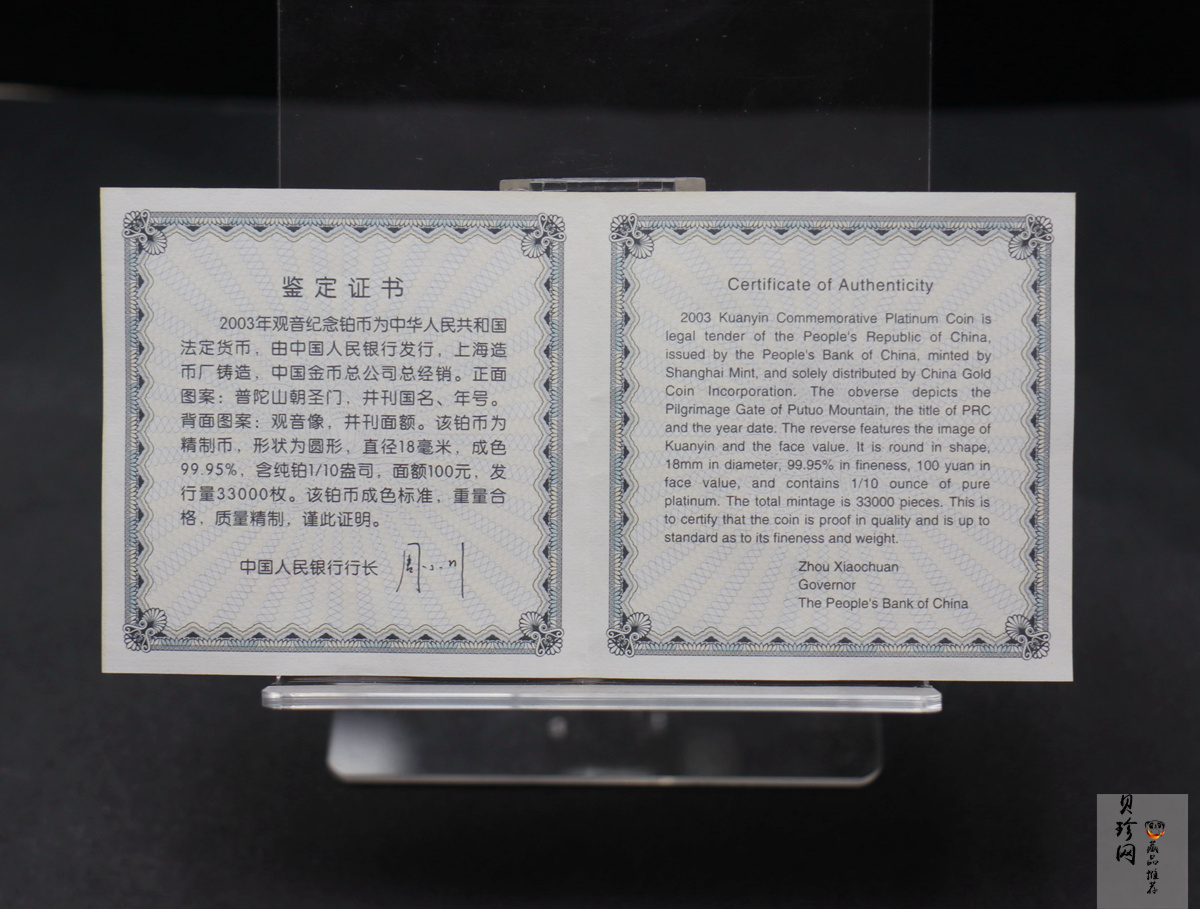 鉴定证书
2003年观音纪念铂币为中华人民共和国
法定货币，由中国人民银行发行，上海造
币厂铸造，中国金币总公司总经销。正面
图案：普陀山朝圣门，并刊国名、年号。
背面图案：观音像，并刊面额。该铂币为
精制币，形状为圆形，直径18毫米，成色
99.95%，含纯铂1/10盎司，面额100元，发
行量33000枚。该铂币成色标准，重量合
格，质量精制，谨此证明。
中国人民银行行长 周小川
Certificate of Authenticity
2003 Kuanyin Commemorative Platinum Coin is
legal tender of the People's Republic of China,
issued by the People's Bank of China, minted by
Shanghai Mint, and solely distributed by China Gold
Coin Incorporation. The obverse depicts the
Pilgrimage Gate of Putuo Mountain, the title of PRC
and the year date. The reverse features the image of
Kuanyin and the face value. It is round in shape,
18mm in diameter, 99.95% in fineness, 100 yuan in
face value, and contains 1/10 ounce of pure
platinum. The total mintage is 33000 pieces. This is
to certify that the coin is proof in quality and is up to
standard as to its fineness and weight.
Zhou Xiaochuan
Governor
The People's Bank of China
贝珍网
藏品推荐